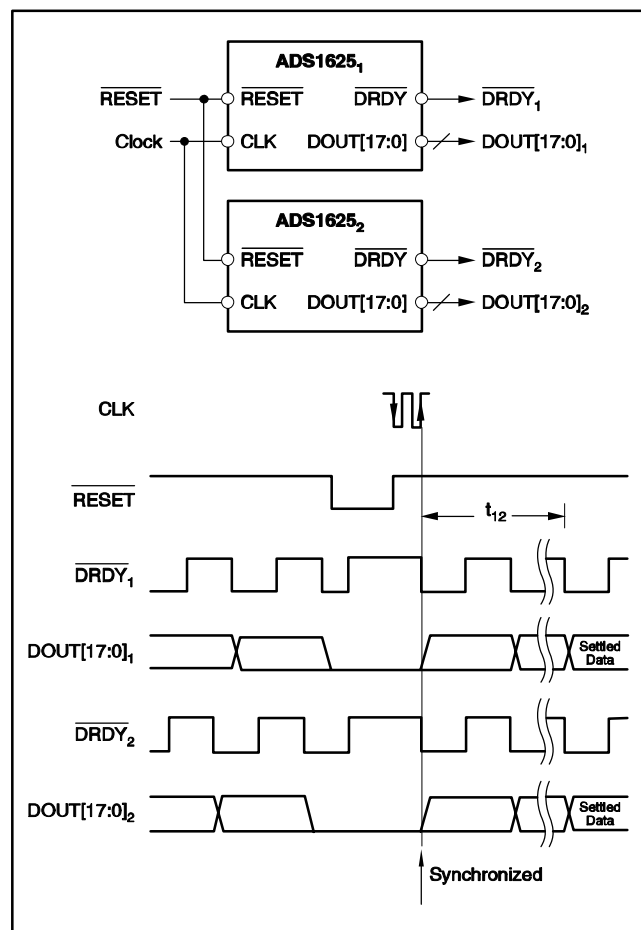 ADS1625₁
RESET RESET DRDY DRDY₁
Clock CLK DOUT[17:0] DOUT[17:0]₁
ADS1625₂
RESET DRDY DRDY₂
CLK DOUT[17:0] DOUT[17:0]₂
CLK
RESET
t₁₂
DRDY₁
DOUT[17:0]₁
Settled
Data
DRDY₂
DOUT[17:0]₂
Settled
Data
Synchronized